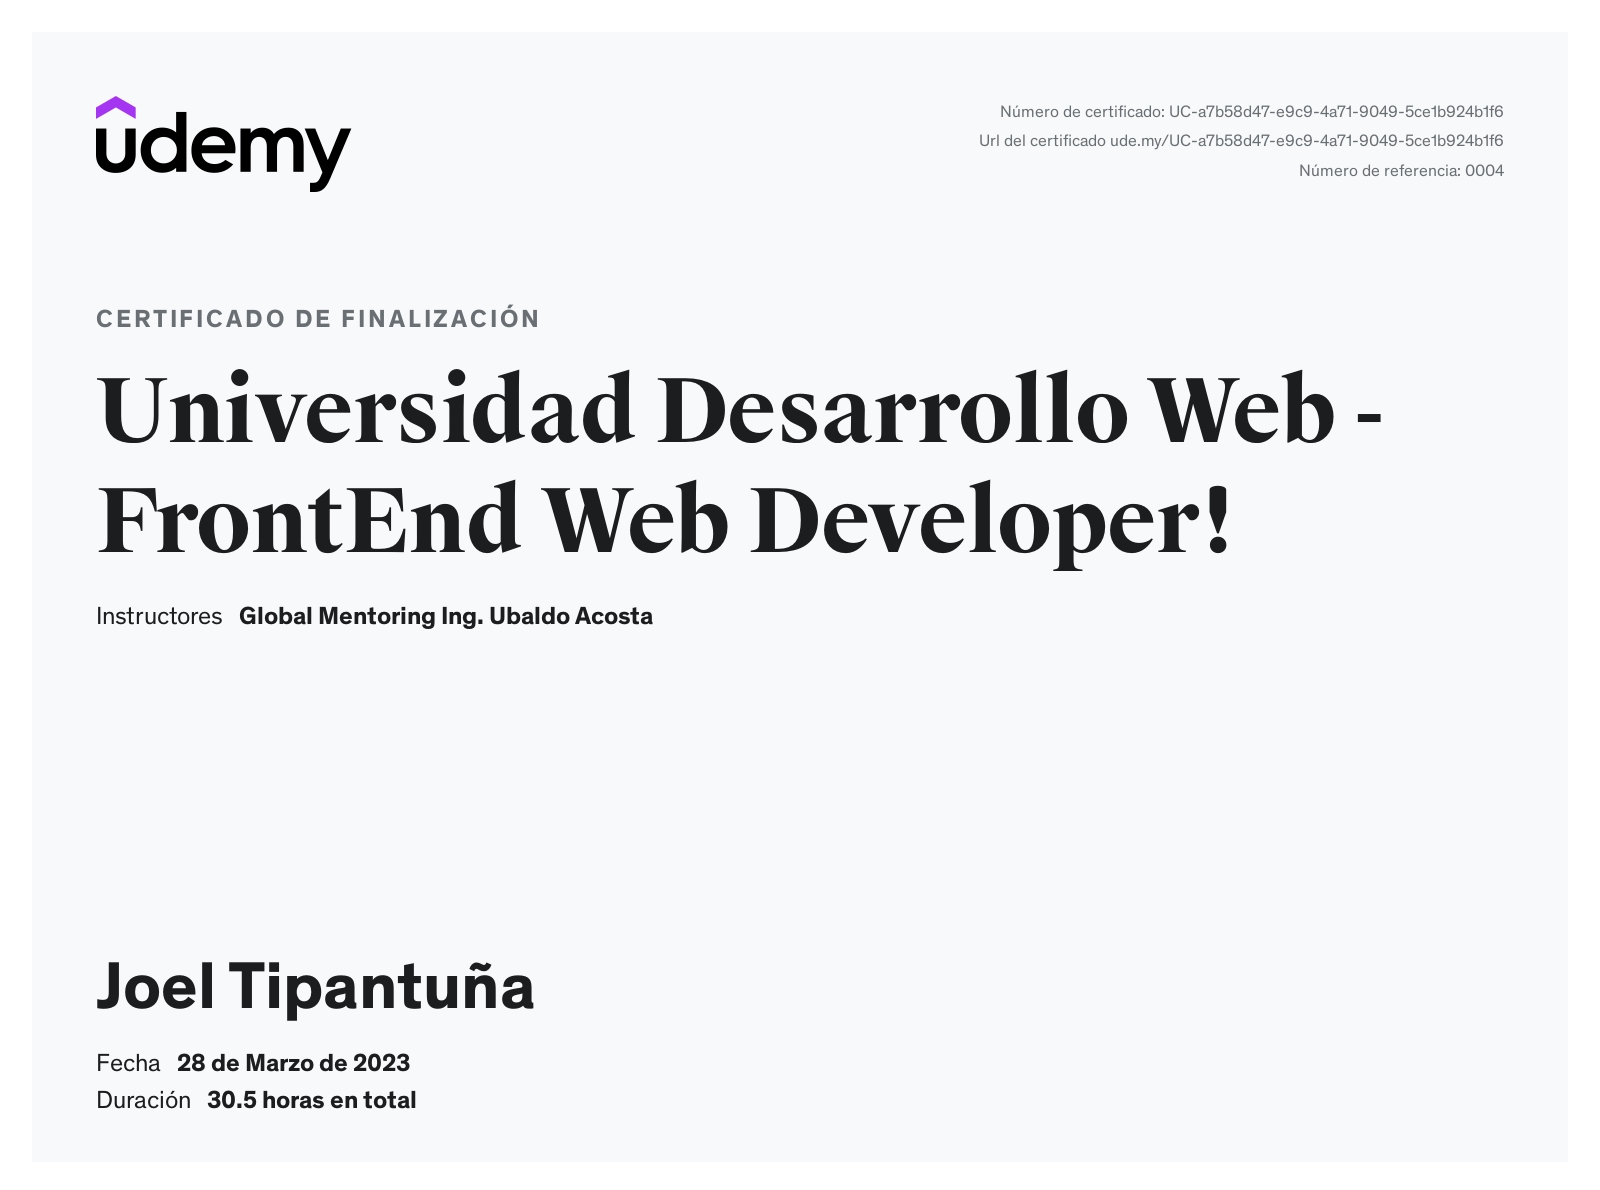 udemy
Número de certificado: UC-a7b58d47-e9c9-4a71-9049-5ce1b924b1f6
Url del certificado ude.my/UC-a7b58d47-e9c9-4a71-9049-5ce1b924b1f6
Número de referencia: 0004
CERTIFICADO DE FINALIZACIÓN
Universidad Desarrollo Web -
FrontEnd Web Developer!
Instructores Global Mentoring Ing. Ubaldo Acosta
Joel Tipantuña
Fecha 28 de Marzo de 2023
Duración 30.5 horas en total